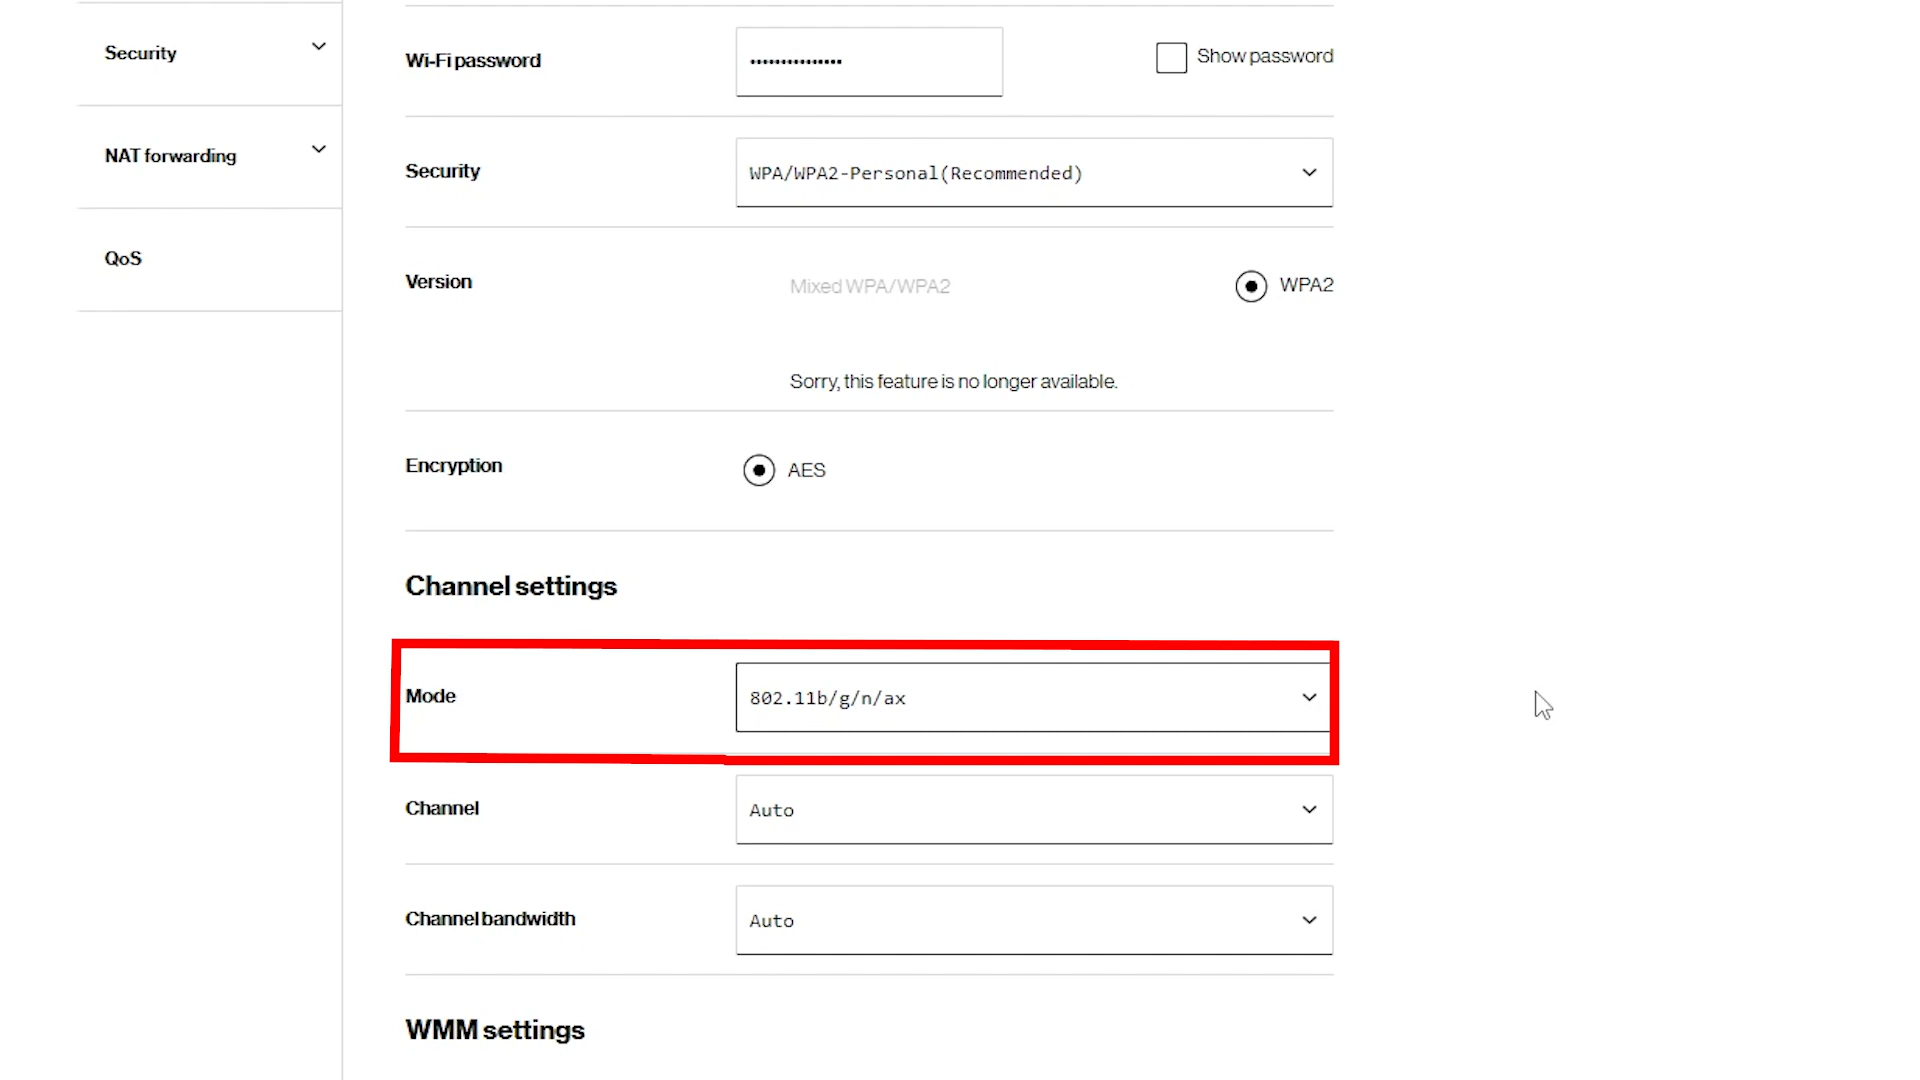 Security
NAT forwarding
QoS
Wi-Fi password
•••••••••••••••
Show password
Security
WPA/WPA2-Personal(Recommended)
Version
Mixed WPA/WPA2
WPA2
Sorry, this feature is no longer available.
Encryption
AES
Channel settings
Mode
802.11b/g/n/ax
Channel
Auto
Channel bandwidth
Auto
WMM settings